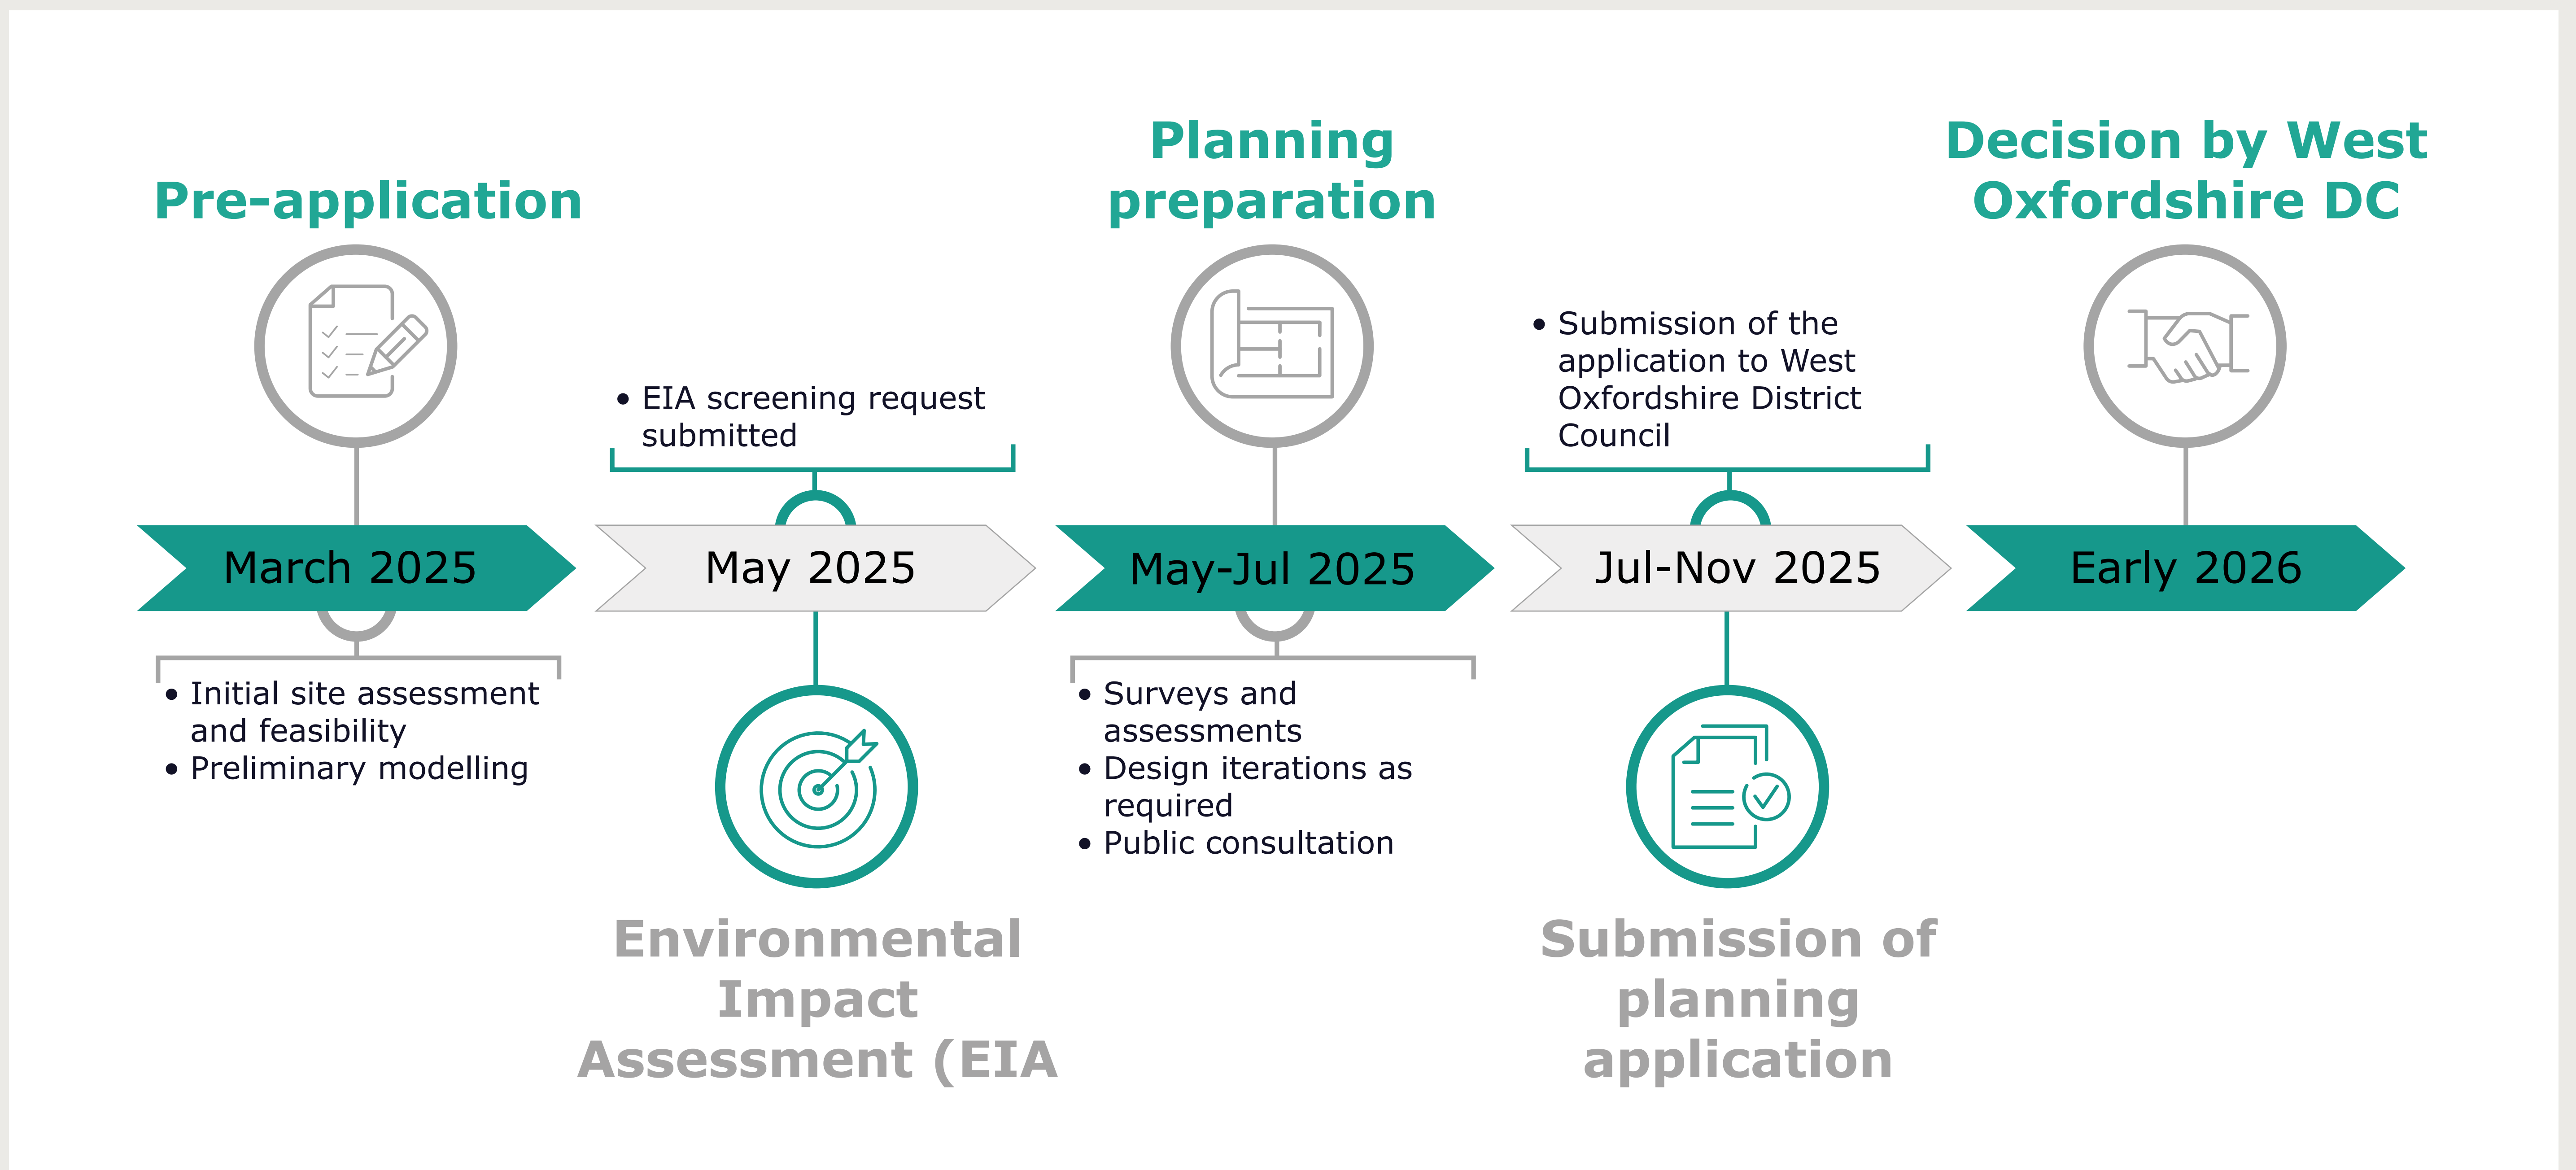 Pre-application
March 2025
• Initial site assessment
and feasibility
• Preliminary modelling
• EIA screening request
submitted
May 2025
Environmental
Impact
Assessment (EIA
Planning
preparation
May-Jul 2025
• Surveys and
assessments
• Design iterations as
required
• Public consultation
• Submission of the
application to West
Oxfordshire District
Council
Jul-Nov 2025
Submission of
planning
application
Decision by West
Oxfordshire DC
Early 2026